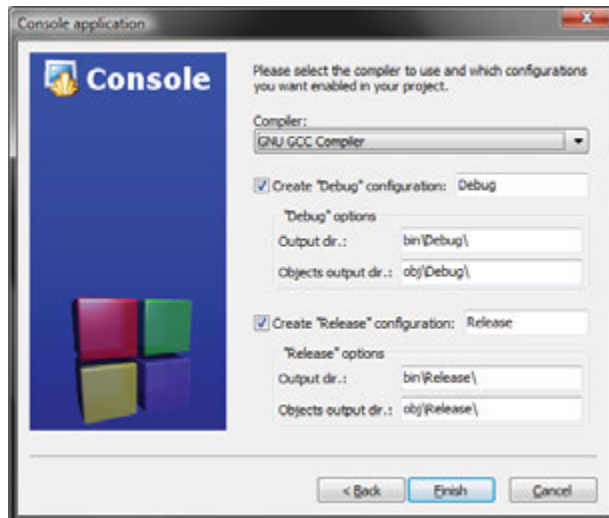 Console application
Console
Please select the compiler to use and which configurations
you want enabled in your project.
Compiler:
GNU GCC Compiler
Create "Debug" configuration: Debug
"Debug" options
Output dir.: bin\Debug\
Objects output dir.: obj\Debug\
Create "Release" configuration: Release
"Release" options
Output dir.: bin\Release\
Objects output dir.: obj\Release\
< Back
Finish
Cancel